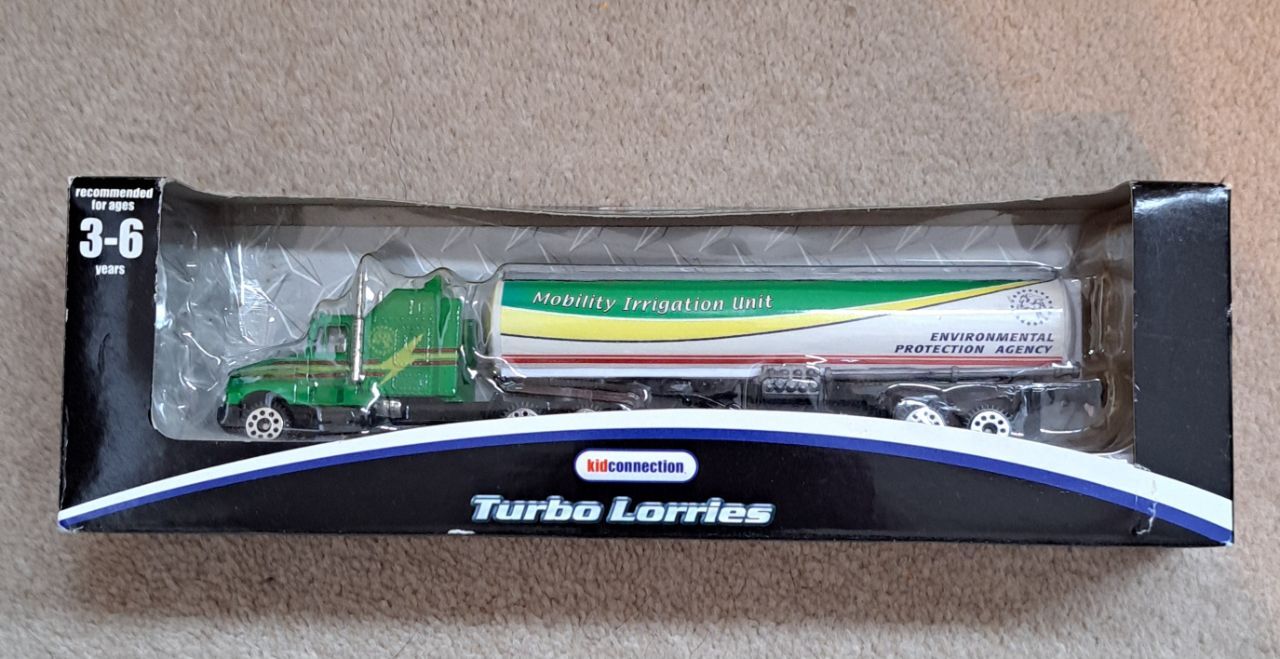 recommended
for ages
3-6
years
Mobility Irrigation Unit
ENVIRONMENTAL
PROTECTION AGENCY
kidconnection
Turbo Lorries